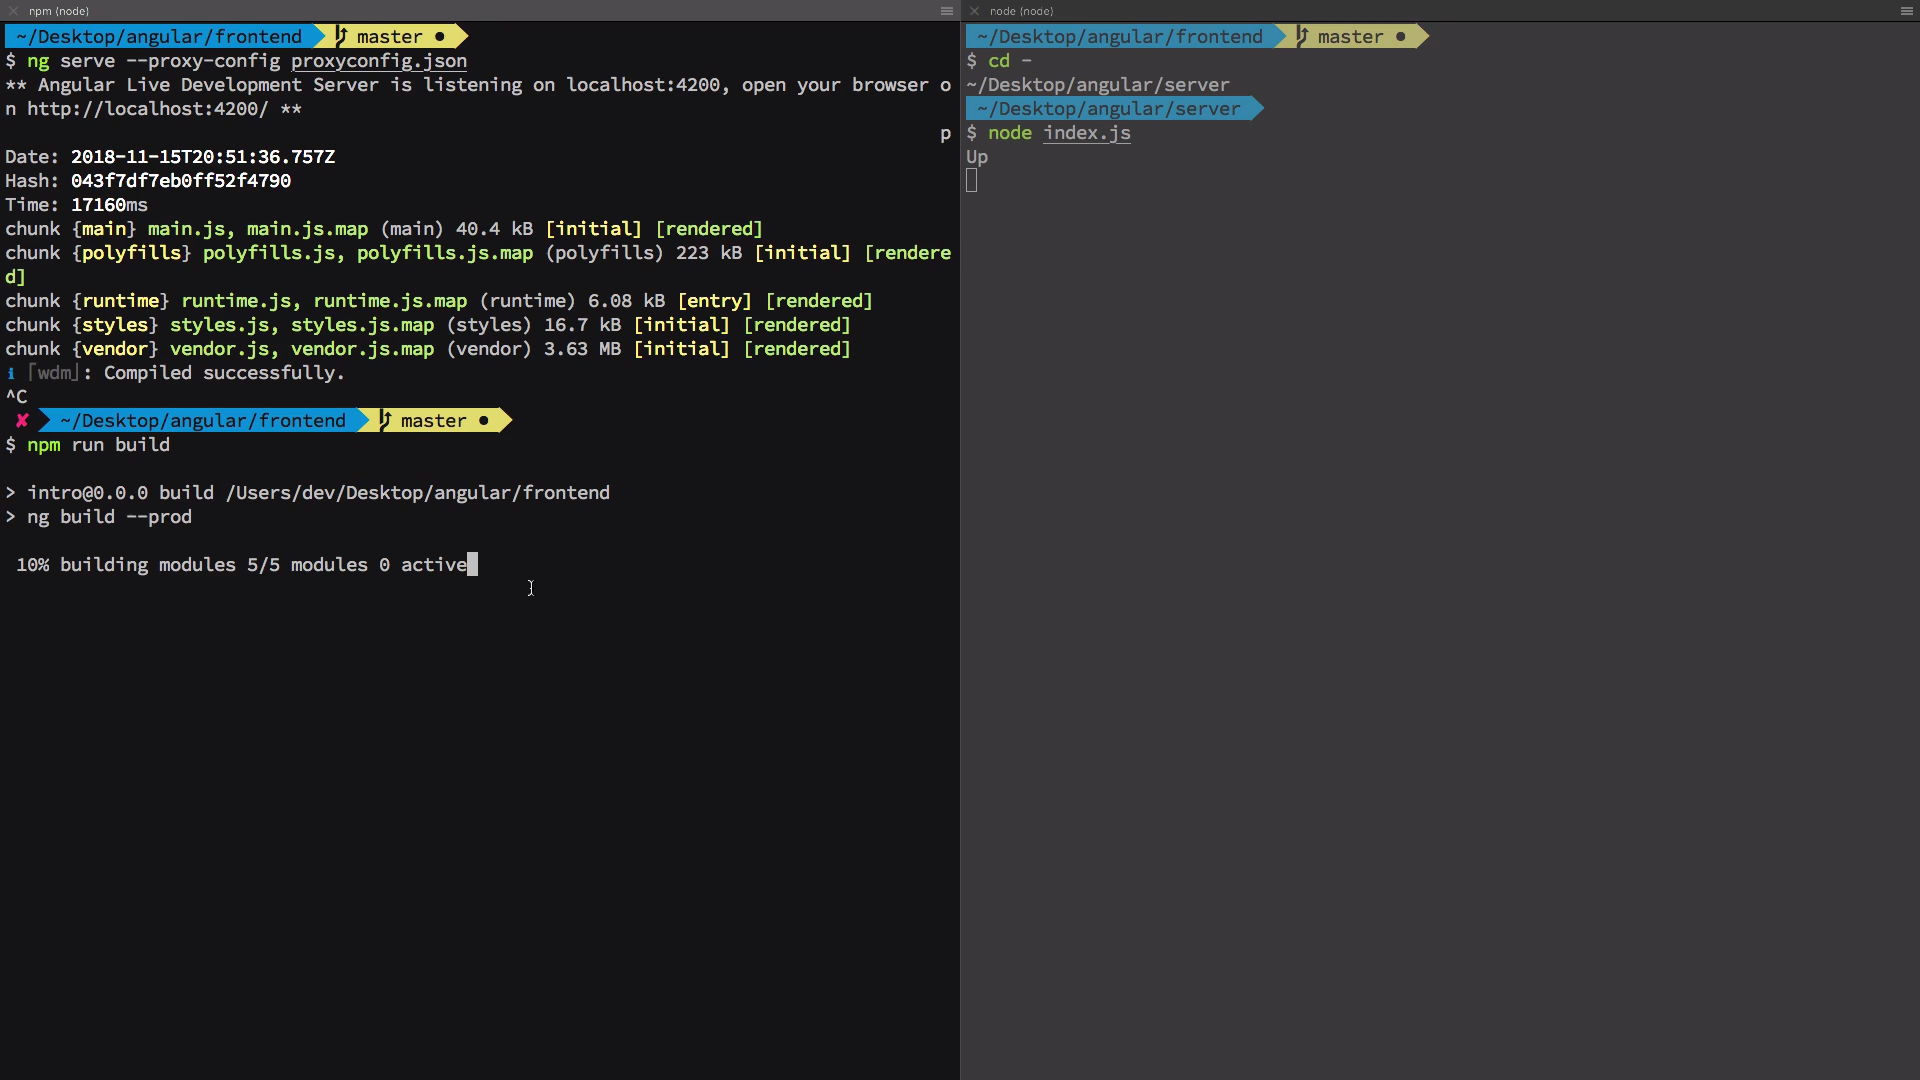 npm (node)
~/Desktop/angular/frontend master ●
$ ng serve --proxy-config proxyconfig.json
** Angular Live Development Server is listening on localhost:4200, open your browser o
n http://localhost:4200/ **
p
Date: 2018-11-15T20:51:36.757Z
Hash: 043f7df7eb0ff52f4790
Time: 17160ms
chunk {main} main.js, main.js.map (main) 40.4 kB [initial] [rendered]
chunk {polyfills} polyfills.js, polyfills.js.map (polyfills) 223 kB [initial] [rendere
d]
chunk {runtime} runtime.js, runtime.js.map (runtime) 6.08 kB [entry] [rendered]
chunk {styles} styles.js, styles.js.map (styles) 16.7 kB [initial] [rendered]
chunk {vendor} vendor.js, vendor.js.map (vendor) 3.63 MB [initial] [rendered]
ℹ ｢wdm｣: Compiled successfully.
^C
✘ ~/Desktop/angular/frontend master ●
$ npm run build
> intro@0.0.0 build /Users/dev/Desktop/angular/frontend
> ng build --prod
10% building modules 5/5 modules 0 active
node (node)
~/Desktop/angular/frontend master ●
$ cd -
~/Desktop/angular/server
~/Desktop/angular/server
$ node index.js
Up